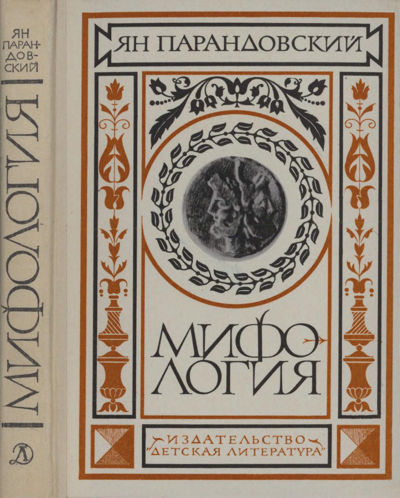 ЯН
ПАРАН-
ДОВ-
СКИЙ
МИФОЛОГИЯ
Д
ЯН ПАРАНДОВСКИЙ
МИФО-
ЛОГИЯ
ИЗДАТЕЛЬСТВО
"ДЕТСКАЯ ЛИТЕРАТУРА"